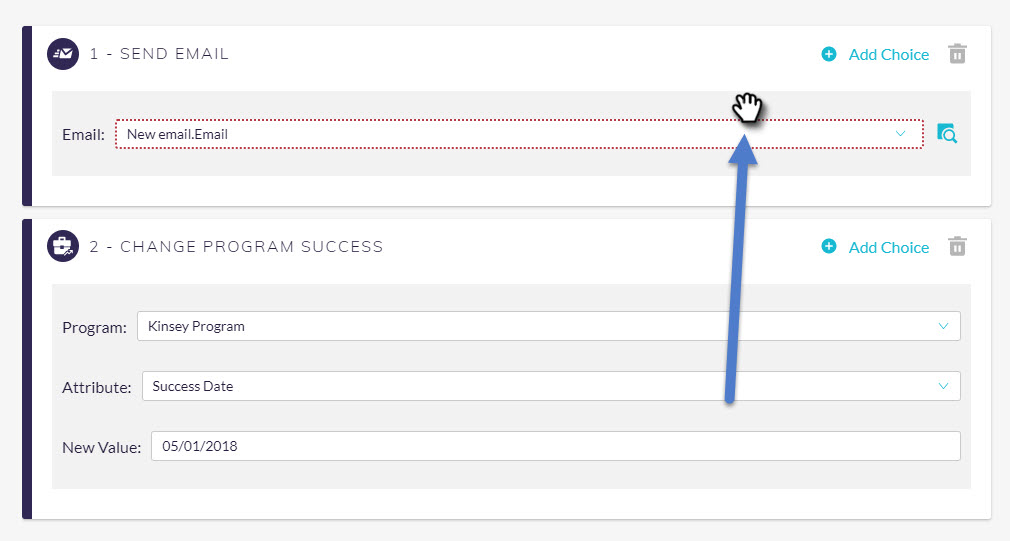 1 - SEND EMAIL
Add Choice
Email: New email.Email
2 - CHANGE PROGRAM SUCCESS
Add Choice
Program: Kinsey Program
Attribute: Success Date
New Value: 05/01/2018